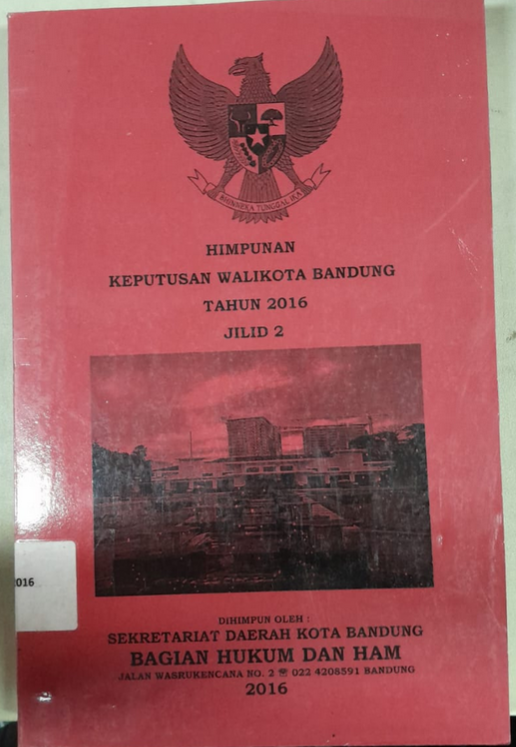 BHINNEKA TUNGGAL IKA
HIMPUNAN
KEPUTUSAN WALIKOTA BANDUNG
TAHUN 2016
JILID 2
2016
DIHIMPUN OLEH :
SEKRETARIAT DAERAH KOTA BANDUNG
BAGIAN HUKUM DAN HAM
JALAN WASRUKENCANA NO. 2 ☏ 022 4208591 BANDUNG
2016